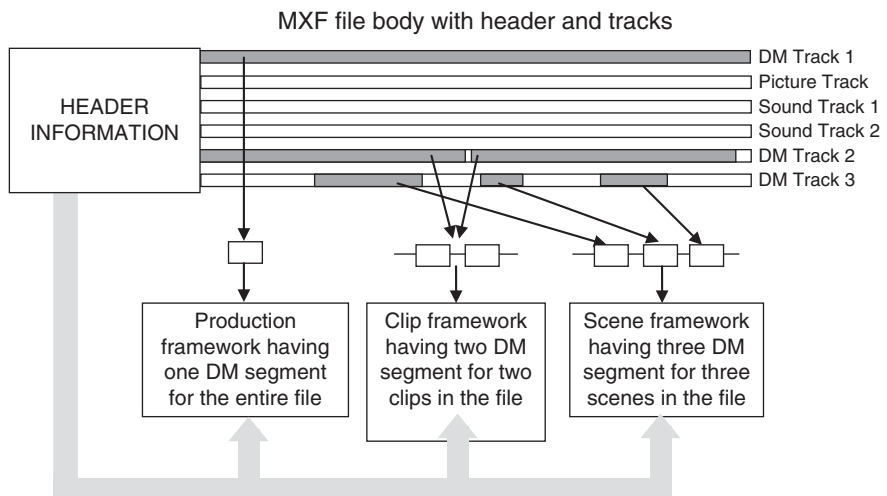 MXF file body with header and tracks
HEADER
INFORMATION
DM Track 1
Picture Track
Sound Track 1
Sound Track 2
DM Track 2
DM Track 3
Production
framework having
one DM segment
for the entire file
Clip framework
having two DM
segment for two
clips in the file
Scene framework
having three DM
segment for three
scenes in the file